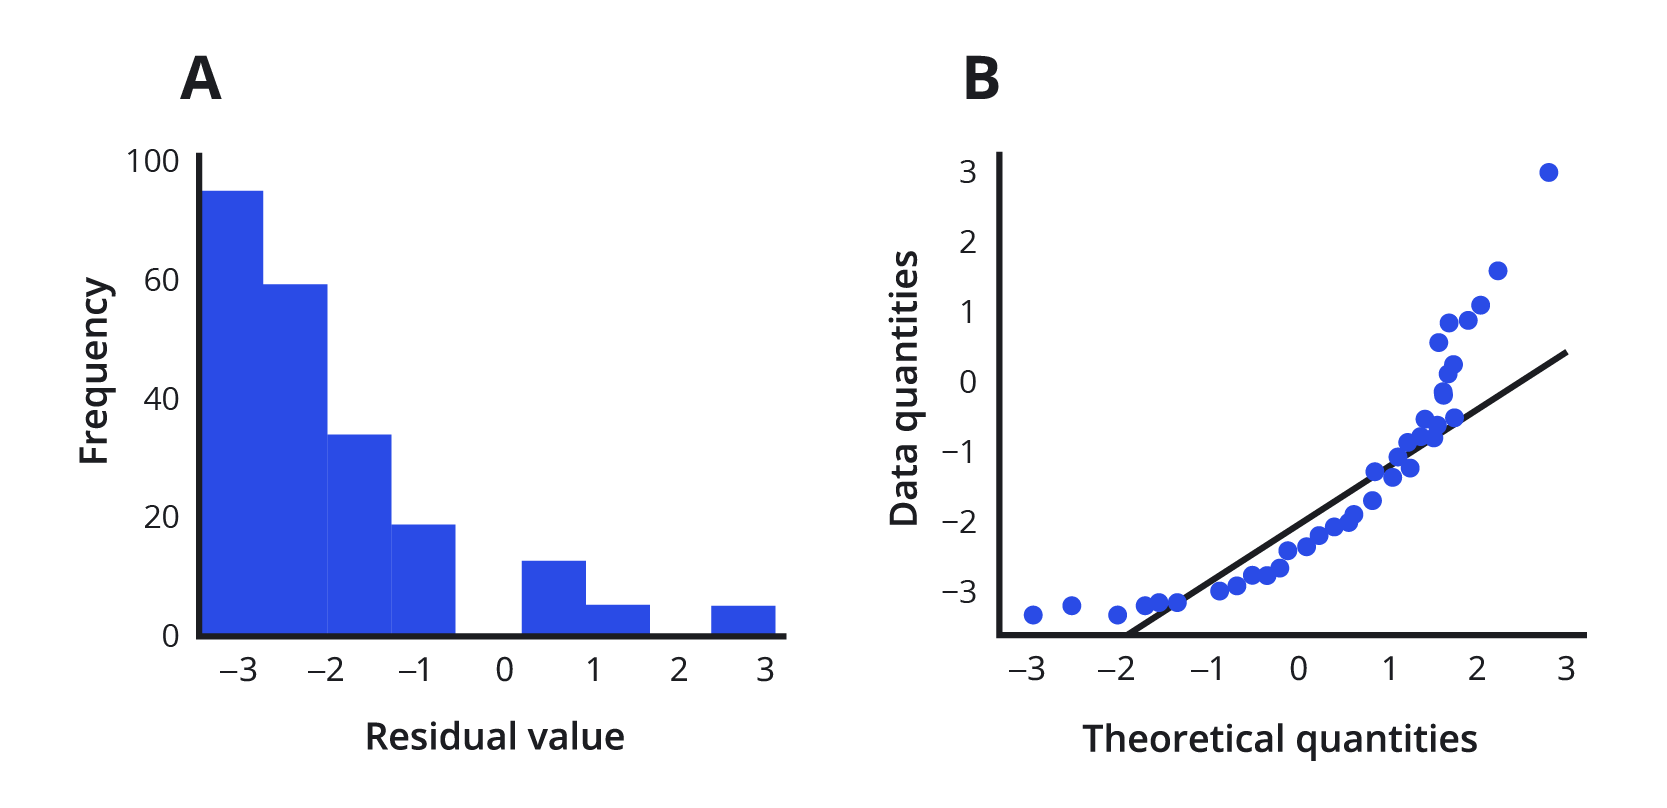 A
B
100
60
40
20
0
Frequency
−3 −2 −1 0 1 2 3
Residual value
3
2
1
0
−1
−2
−3
Data quantities
−3 −2 −1 0 1 2 3
Theoretical quantities